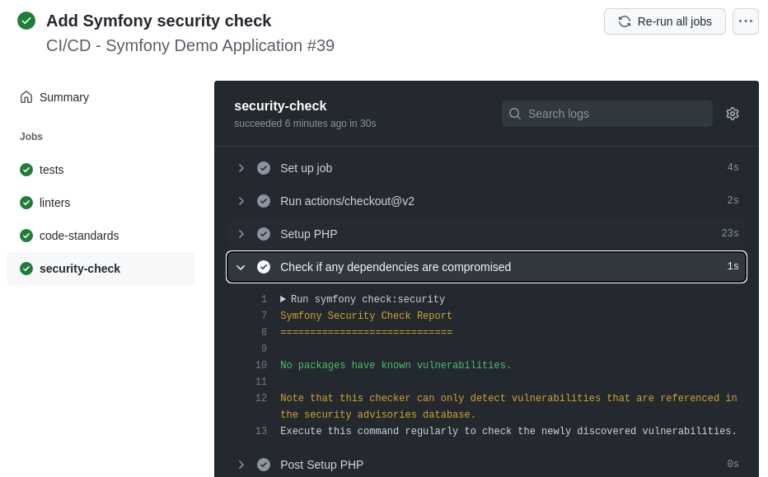 Add Symfony security check
Re-run all jobs
CI/CD - Symfony Demo Application #39
Summary
Jobs
tests
linters
code-standards
security-check
security-check
succeeded 6 minutes ago in 30s
Search logs
Set up job 4s
Run actions/checkout@v2 2s
Setup PHP 23s
Check if any dependencies are compromised 1s
1 Run symfony check:security
7 Symfony Security Check Report
8 =============================
9
10 No packages have known vulnerabilities.
11
12 Note that this checker can only detect vulnerabilities that are referenced in
the security advisories database.
13 Execute this command regularly to check the newly discovered vulnerabilities.
Post Setup PHP 0s